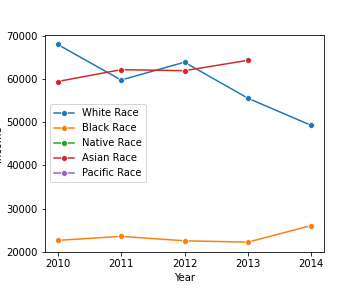 70000
60000
50000
40000
30000
20000
White Race
Black Race
Native Race
Asian Race
Pacific Race
2010 2011 2012 2013 2014
Year